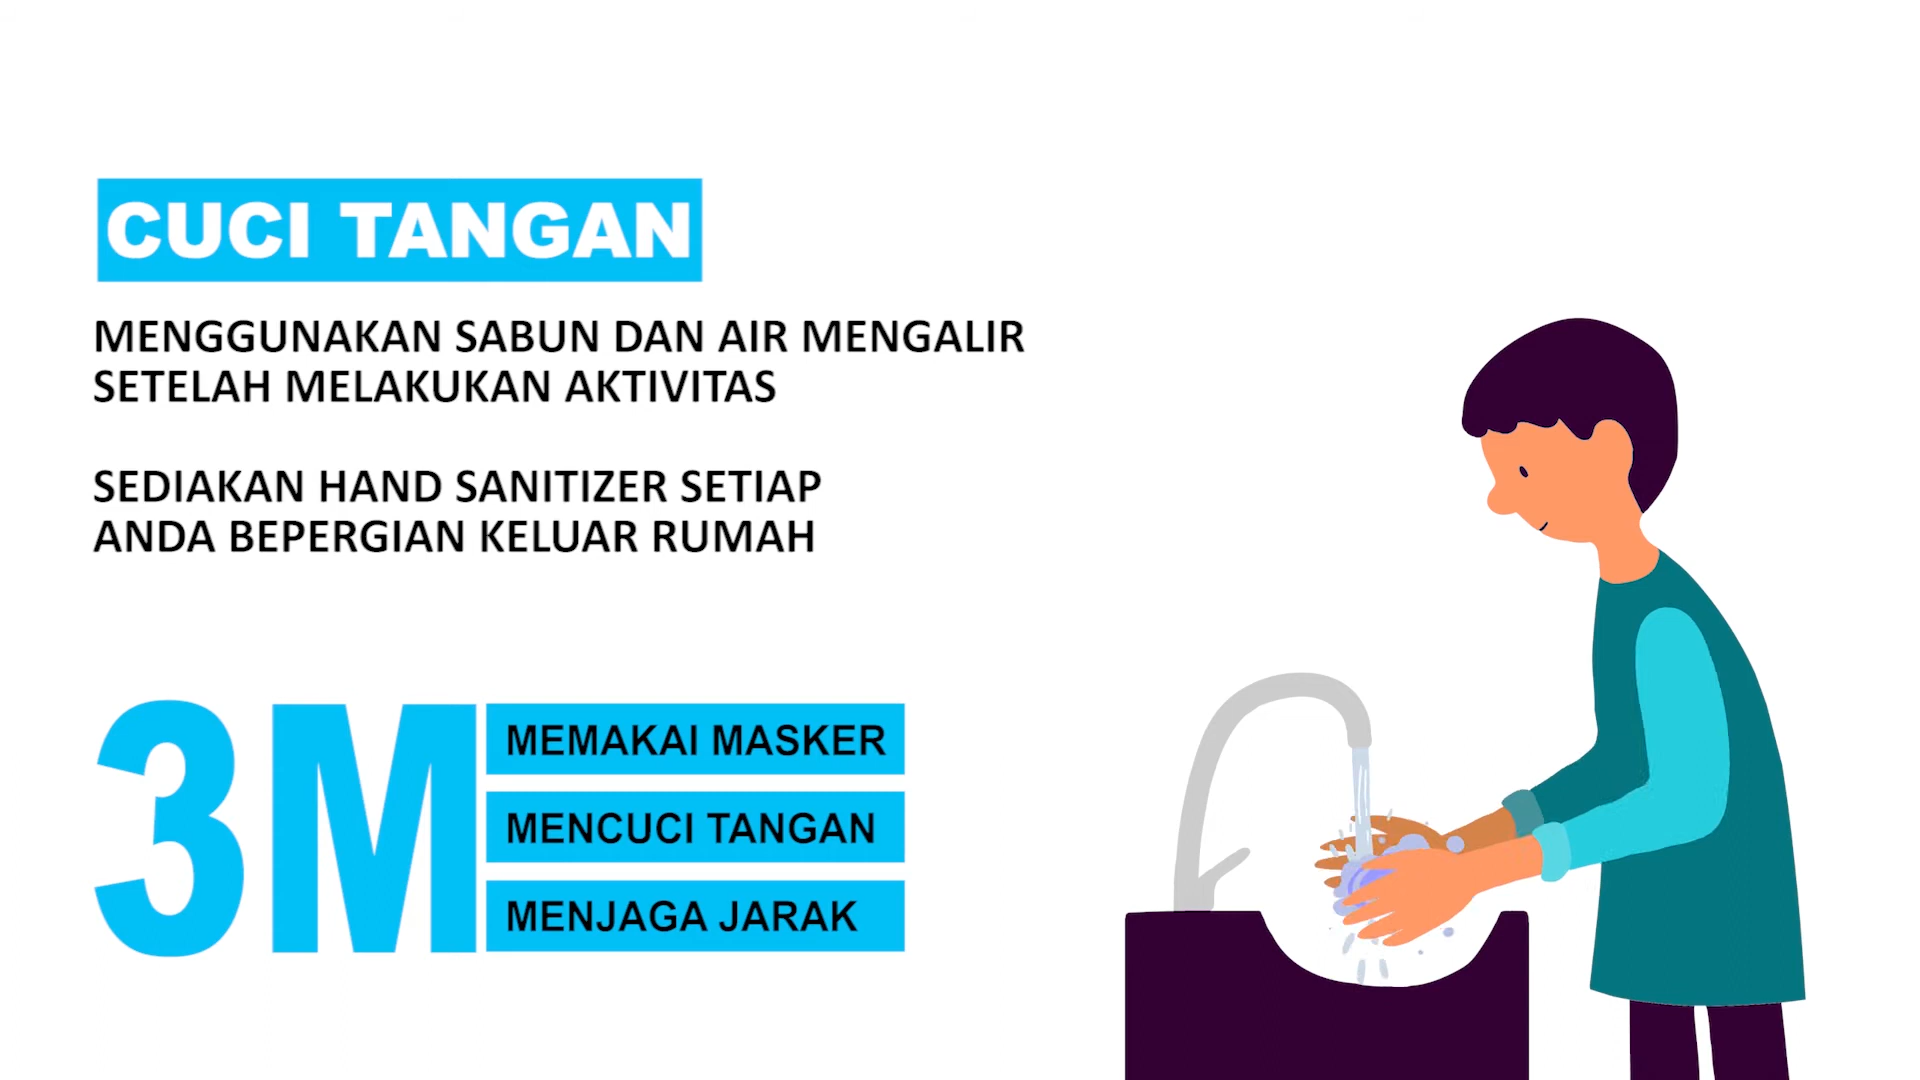 CUCI TANGAN
MENGGUNAKAN SABUN DAN AIR MENGALIR
SETELAH MELAKUKAN AKTIVITAS
SEDIAKAN HAND SANITIZER SETIAP
ANDA BEPERGIAN KELUAR RUMAH
3M
MEMAKAI MASKER
MENCUCI TANGAN
MENJAGA JARAK